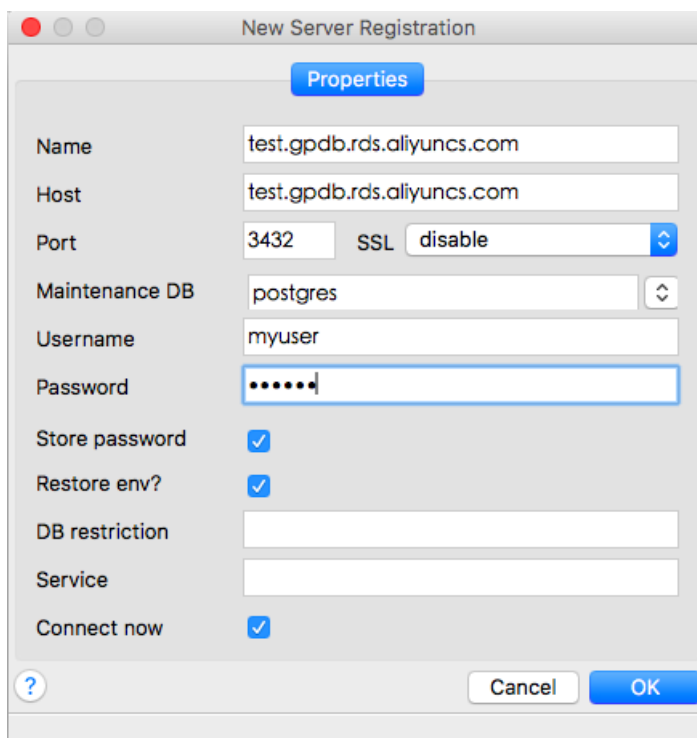 New Server Registration
Properties
Name test.gpdb.rds.aliyuncs.com
Host test.gpdb.rds.aliyuncs.com
Port 3432 SSL disable
Maintenance DB postgres
Username myuser
Password ••••••
Store password
Restore env?
DB restriction
Service
Connect now
? Cancel OK